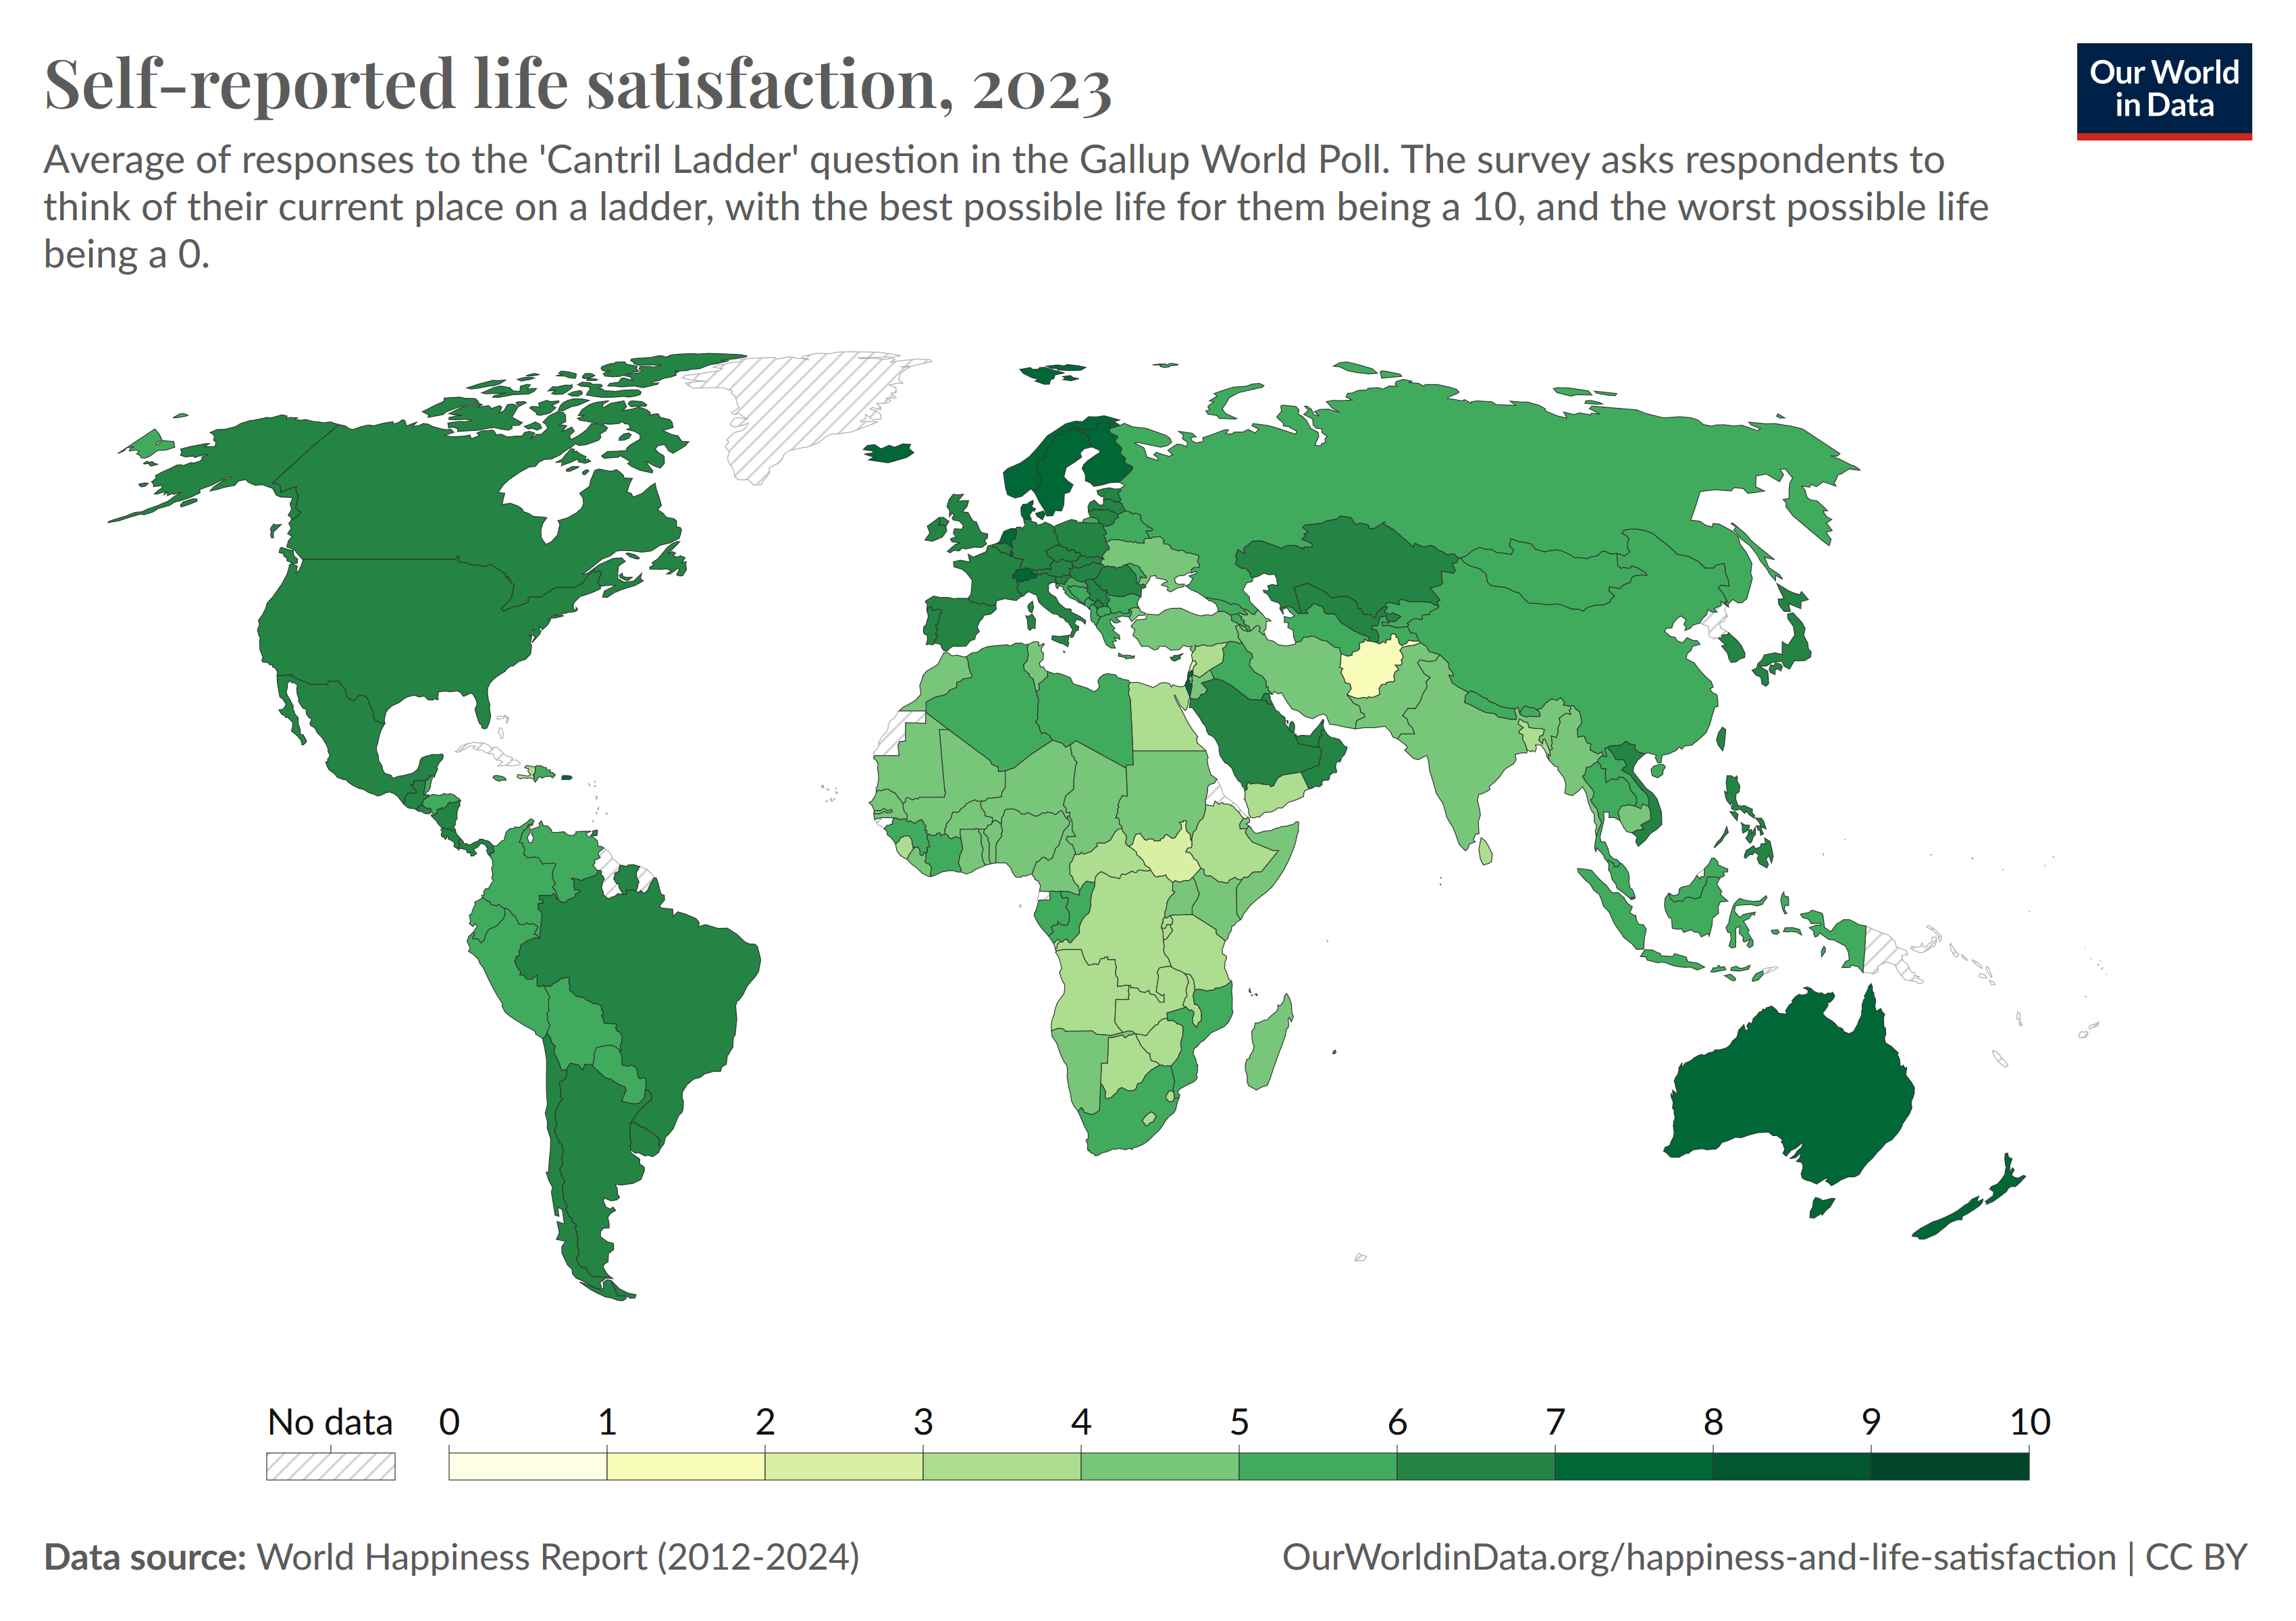 Self-reported life satisfaction, 2023
Our World
in Data
Average of responses to the 'Cantril Ladder' question in the Gallup World Poll. The survey asks respondents to
think of their current place on a ladder, with the best possible life for them being a 10, and the worst possible life
being a 0.
No data 0 1 2 3 4 5 6 7 8 9 10
Data source: World Happiness Report (2012-2024)
OurWorldinData.org/happiness-and-life-satisfaction | CC BY